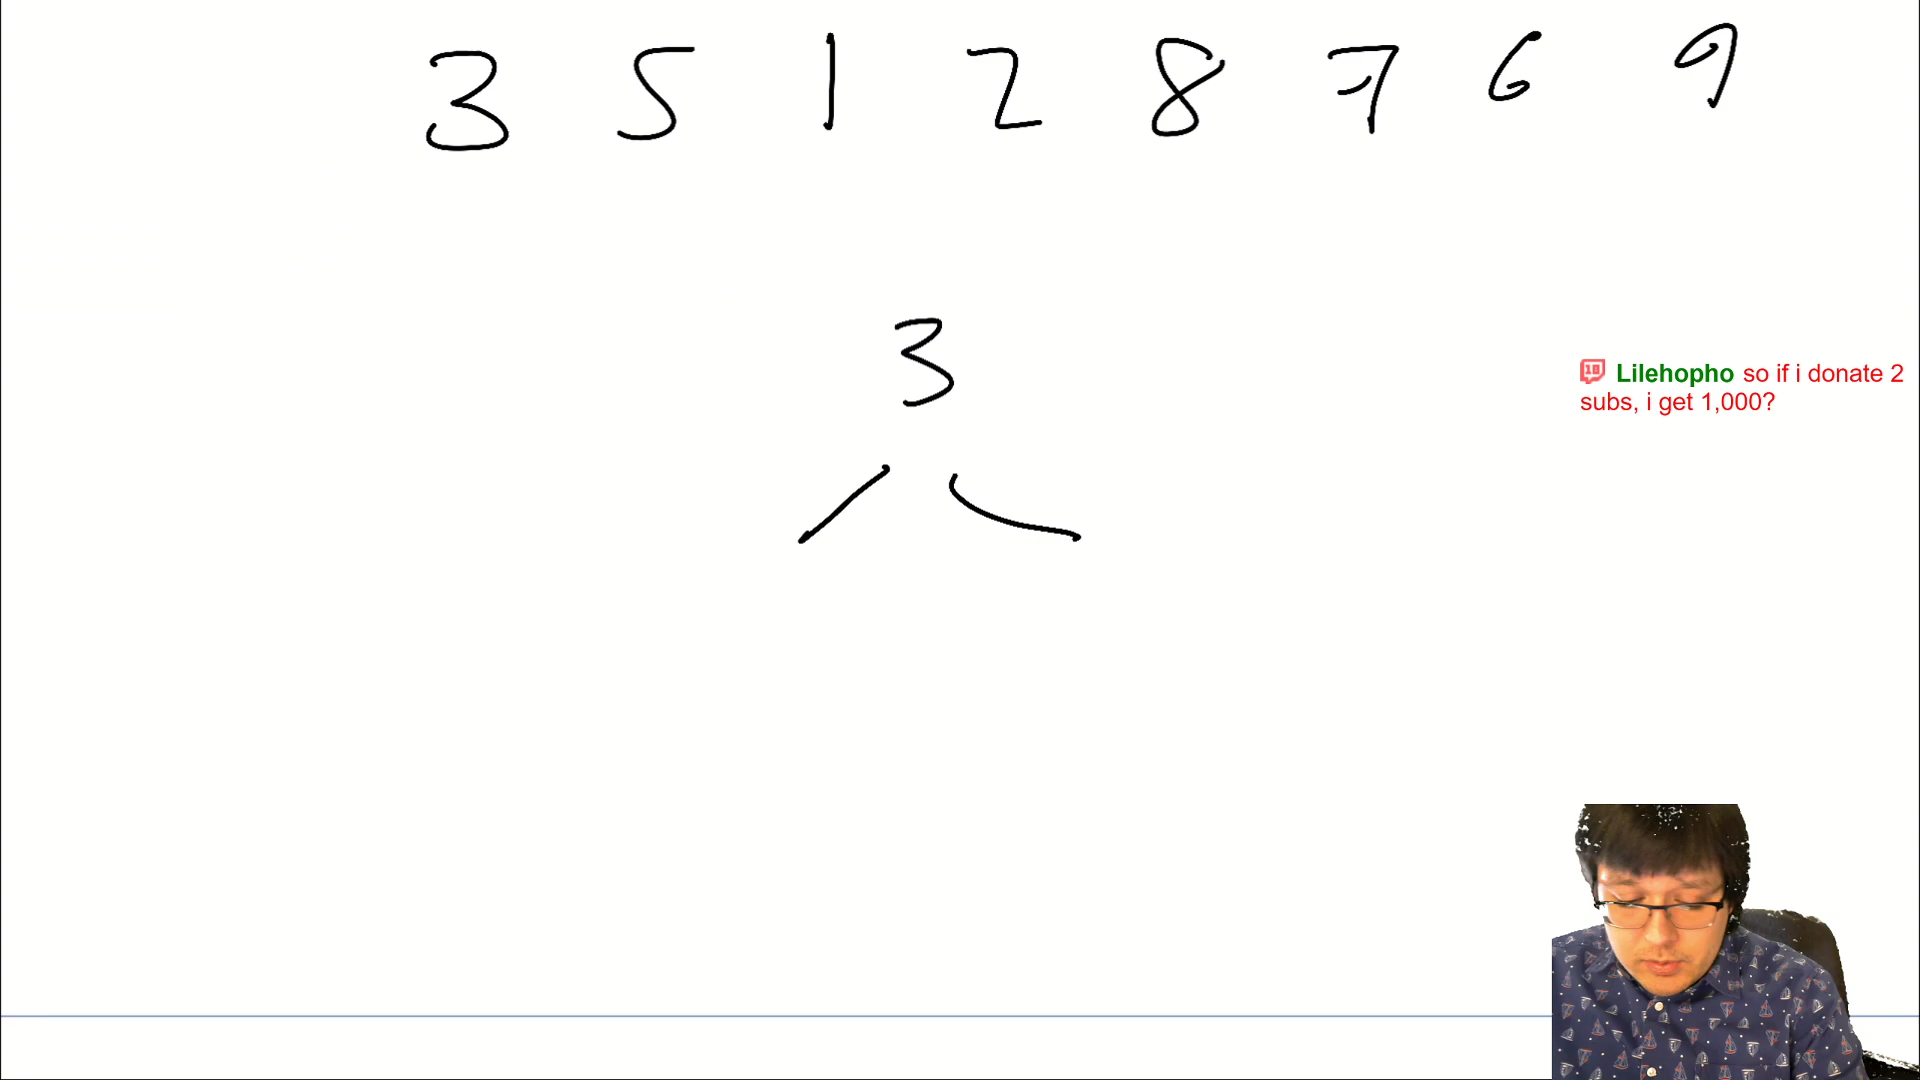 3 5 1 2 8 7 6 9
3
Lilehopho so if i donate 2
subs, i get 1,000?